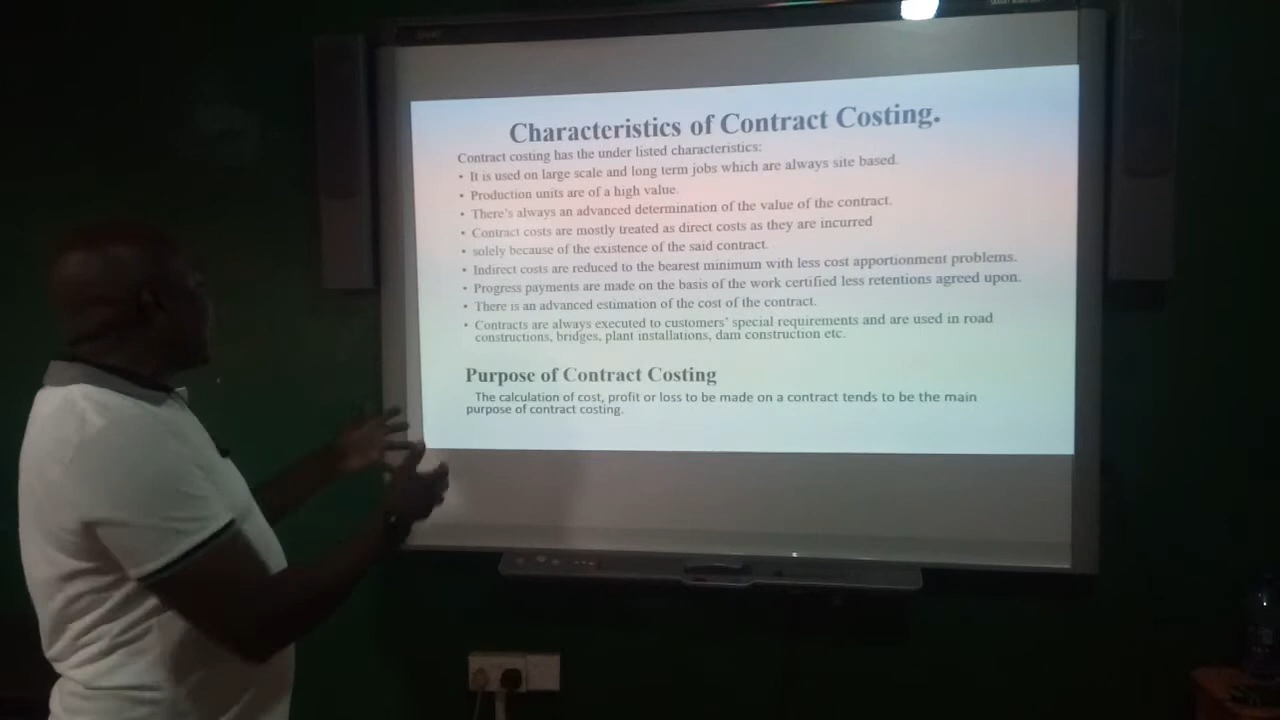 Characteristics of Contract Costing.
Contract costing has the under listed characteristics:
• It is used on large scale and long term jobs which are always site based.
• Production units are of a high value.
• There's always an advanced determination of the value of the contract.
• Contract costs are mostly treated as direct costs as they are incurred
• solely because of the existence of the said contract.
• Indirect costs are reduced to the bearest minimum with less cost apportionment problems.
• Progress payments are made on the basis of the work certified less retentions agreed upon.
• There is an advanced estimation of the cost of the contract.
• Contracts are always executed to customers' special requirements and are used in road
constructions, bridges, plant installations, dam construction etc.
Purpose of Contract Costing
The calculation of cost, profit or loss to be made on a contract tends to be the main
purpose of contract costing.